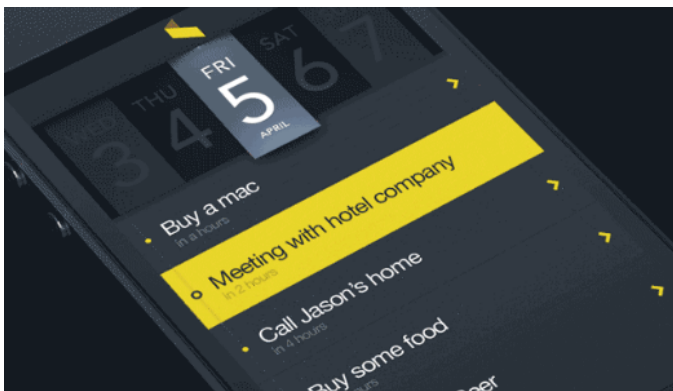 WED THU FRI SAT
3 4 5 6 7
APRIL
Buy a mac
in a hours
Meeting with hotel company
in 2 hours
Call Jason's home
in 4 hours
Buy some food
hours